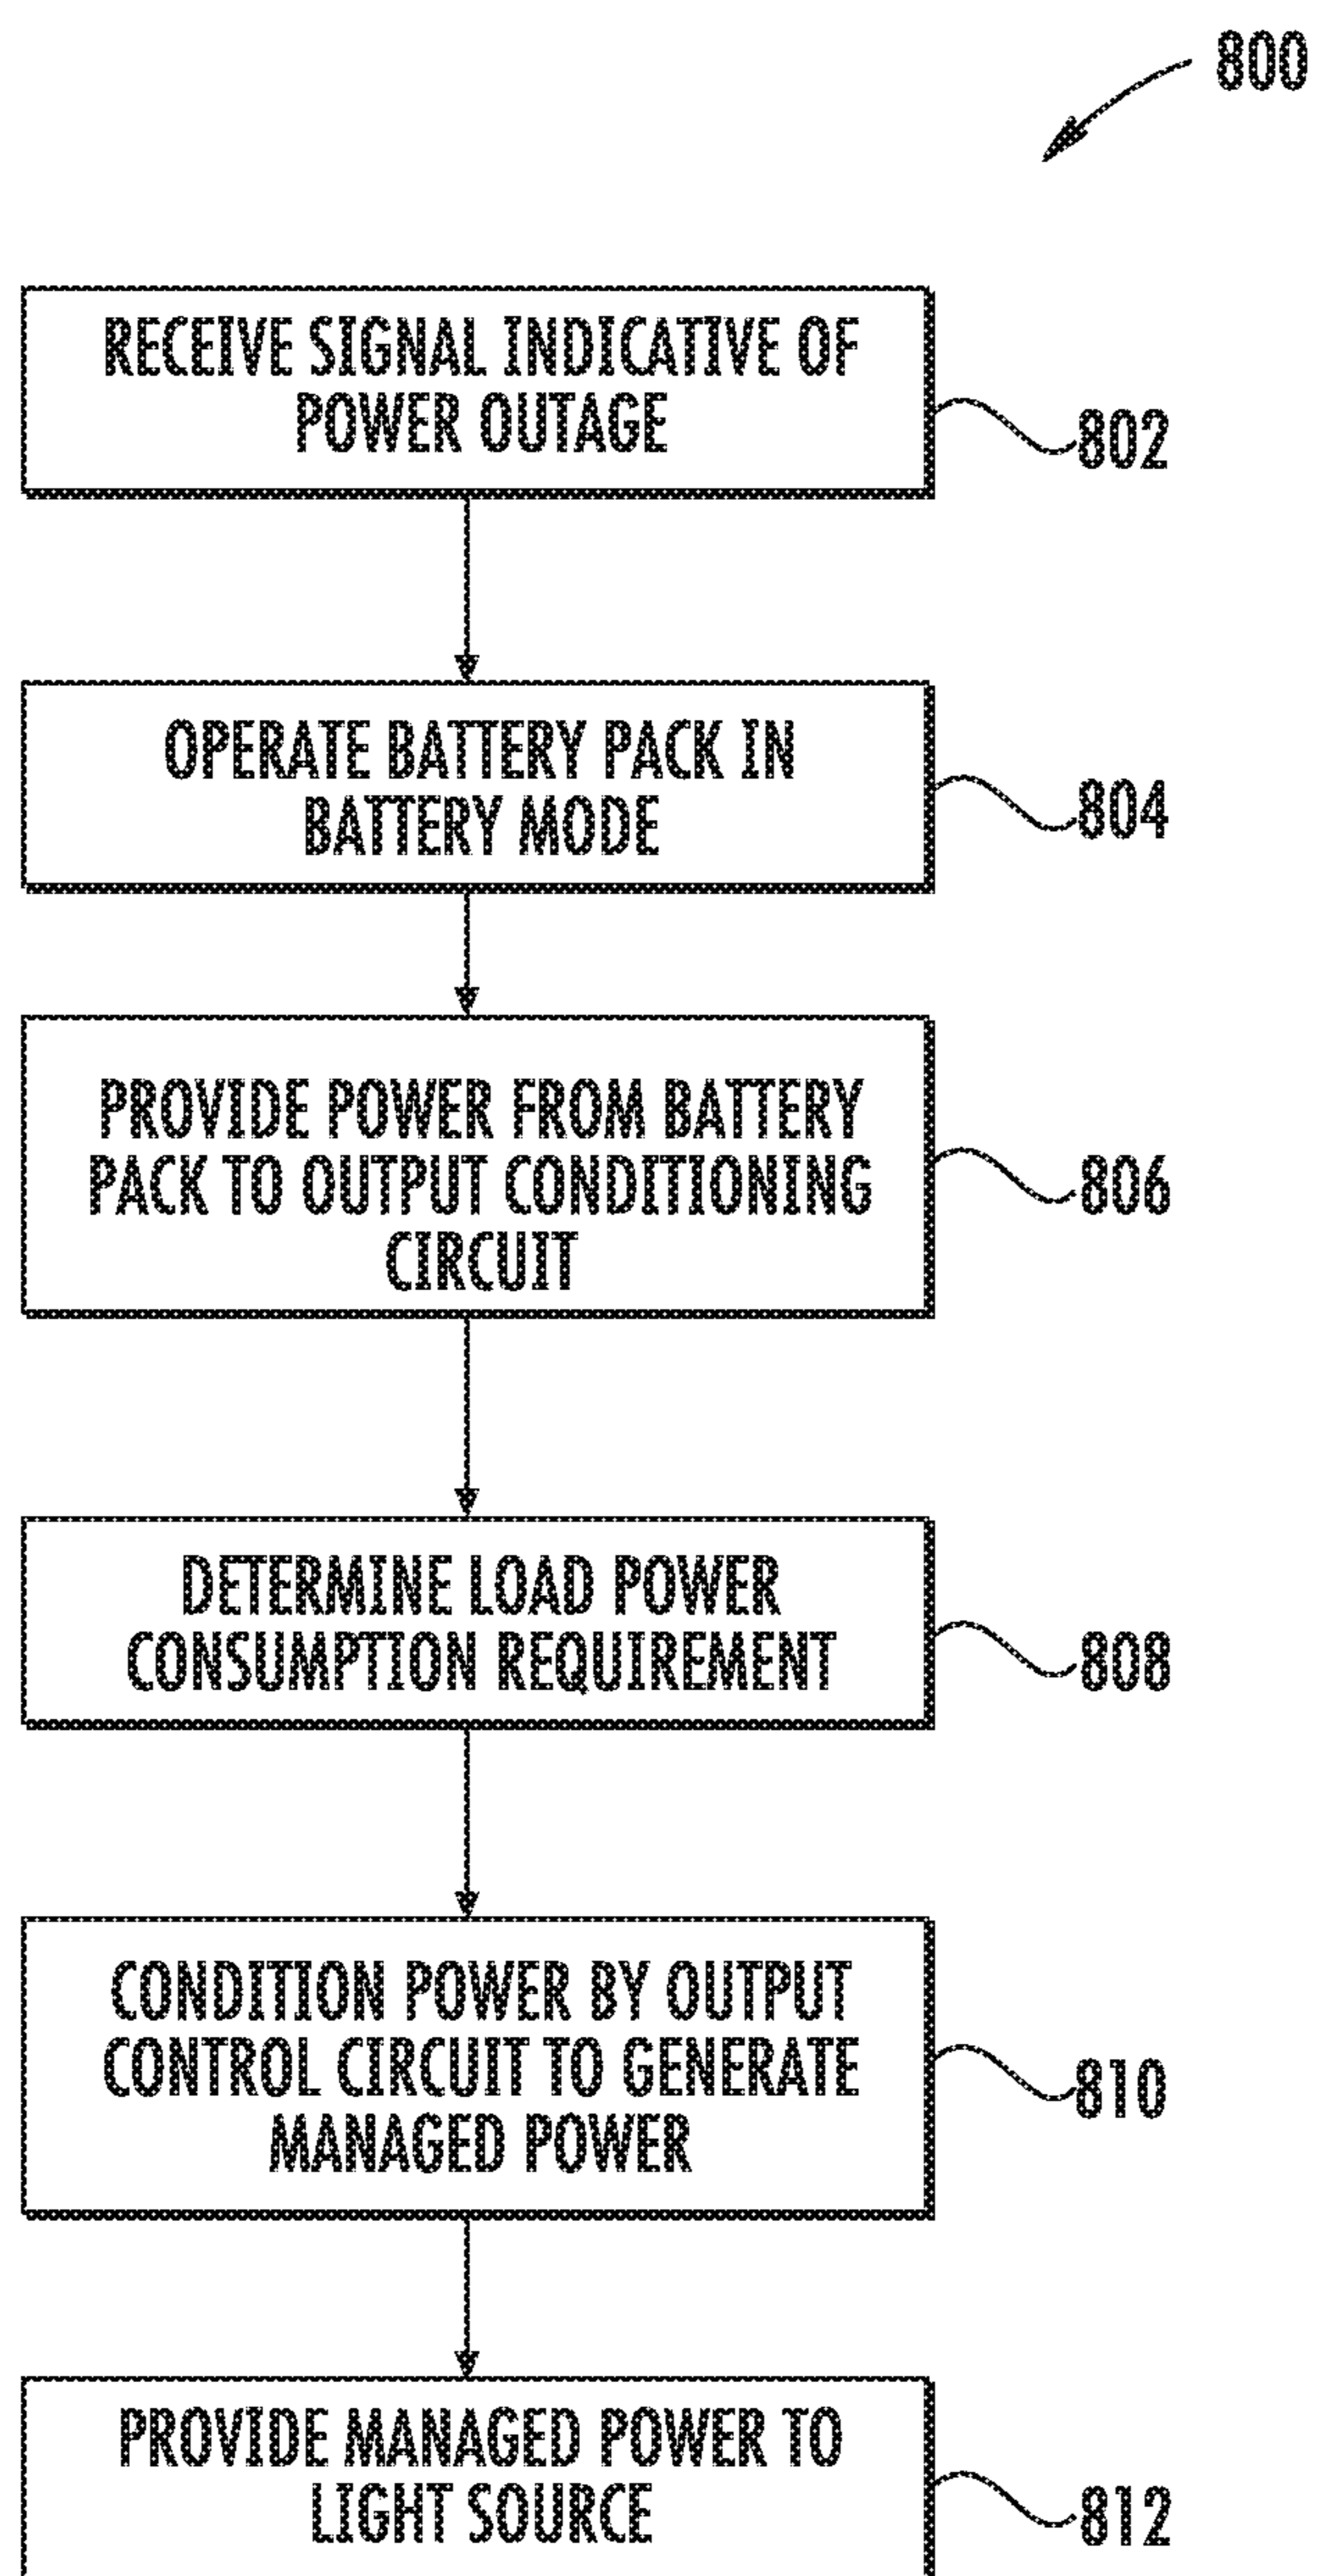 800
RECEIVE SIGNAL INDICATIVE OF
POWER OUTAGE
802
OPERATE BATTERY PACK IN
BATTERY MODE
804
PROVIDE POWER FROM BATTERY
PACK TO OUTPUT CONDITIONING
CIRCUIT
806
DETERMINE LOAD POWER
CONSUMPTION REQUIREMENT
808
CONDITION POWER BY OUTPUT
CONTROL CIRCUIT TO GENERATE
MANAGED POWER
810
PROVIDE MANAGED POWER TO
LIGHT SOURCE
812